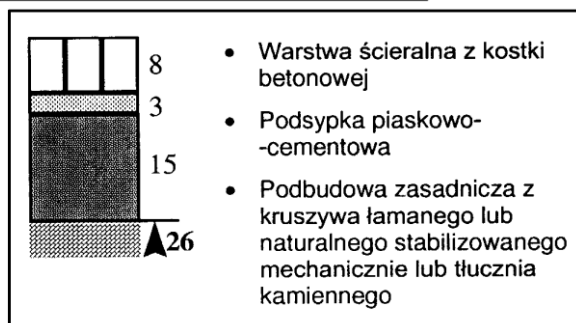 8
3
15
26
• Warstwa ścieralna z kostki
betonowej
• Podsypka piaskowo-
-cementowa
• Podbudowa zasadnicza z
kruszywa łamanego lub
naturalnego stabilizowanego
mechanicznie lub tłucznia
kamiennego